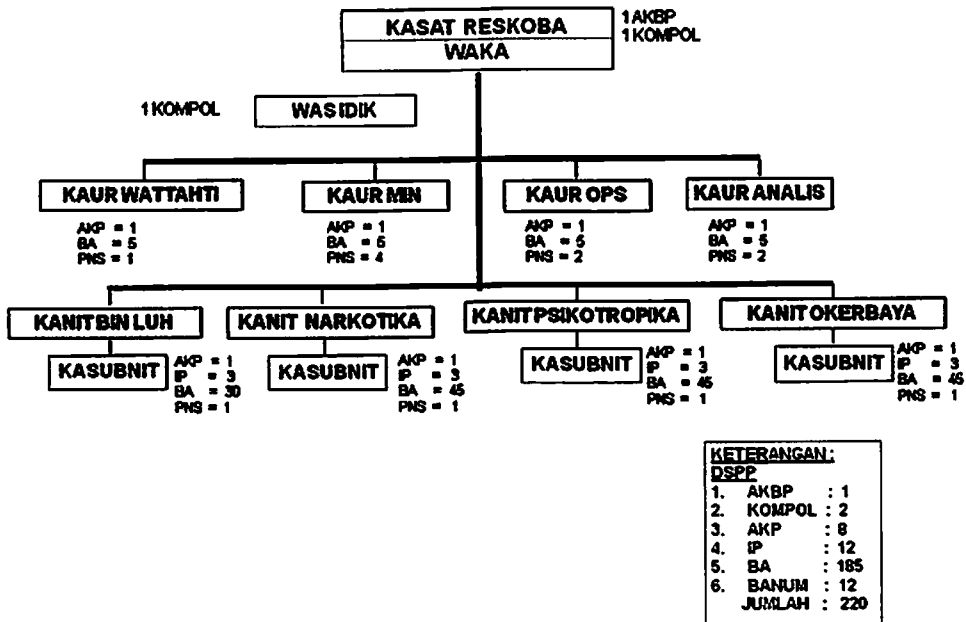 KASAT RESKOBA
WAKA
1 AKBP
1 KOMPOL
1 KOMPOL
WASIDIK
KAUR WATTAHTI
KAUR MIN
KAUR OPS
KAUR ANALIS
AKP = 1
BA = 5
PNS = 1
AKP = 1
BA = 5
PNS = 4
AKP = 1
BA = 5
PNS = 2
AKP = 1
BA = 5
PNS = 2
KANIT BIN LUH
KANIT NARKOTIKA
KANIT PSIKOTROPIKA
KANIT OKERBAYA
KASUBNIT
AKP = 1
IP = 3
BA = 30
PNS = 1
KASUBNIT
AKP = 1
IP = 3
BA = 45
PNS = 1
KASUBNIT
AKP = 1
IP = 3
BA = 45
PNS = 1
KASUBNIT
AKP = 1
IP = 3
BA = 45
PNS = 1
KETERANGAN :
DSPP
1. AKBP : 1
2. KOMPOL : 2
3. AKP : 8
4. IP : 12
5. BA : 185
6. BANUM : 12
JUMLAH : 220